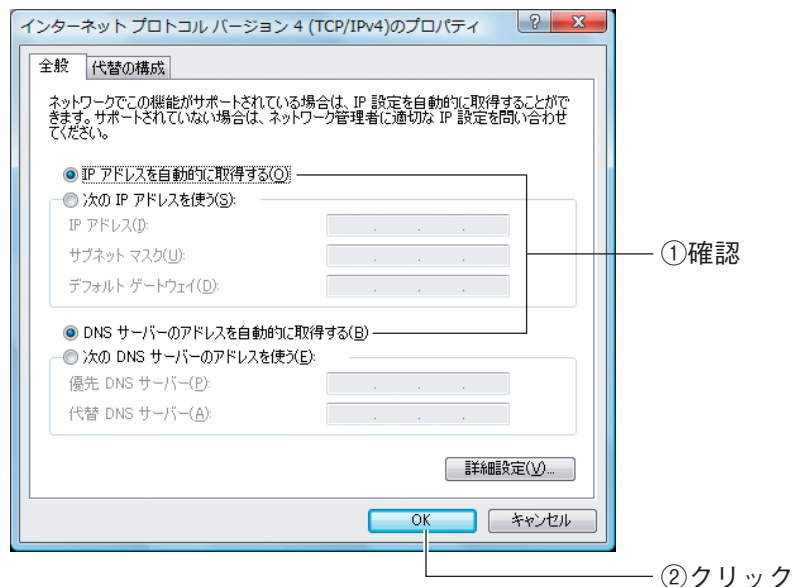 インターネット プロトコル バージョン 4 (TCP/IPv4)のプロパティ
?
全般
代替の構成
ネットワークでこの機能がサポートされている場合は、IP 設定を自動的に取得することがで
きます。サポートされていない場合は、ネットワーク管理者に適切な IP 設定を問い合わせ
てください。
IP アドレスを自動的に取得する(O)
次の IP アドレスを使う(S):
IP アドレス(I):
サブネット マスク(U):
デフォルト ゲートウェイ(D):
①確認
DNS サーバーのアドレスを自動的に取得する(B)
次の DNS サーバーのアドレスを使う(E):
優先 DNS サーバー(P):
代替 DNS サーバー(A):
詳細設定(V)...
OK
キャンセル
②クリック